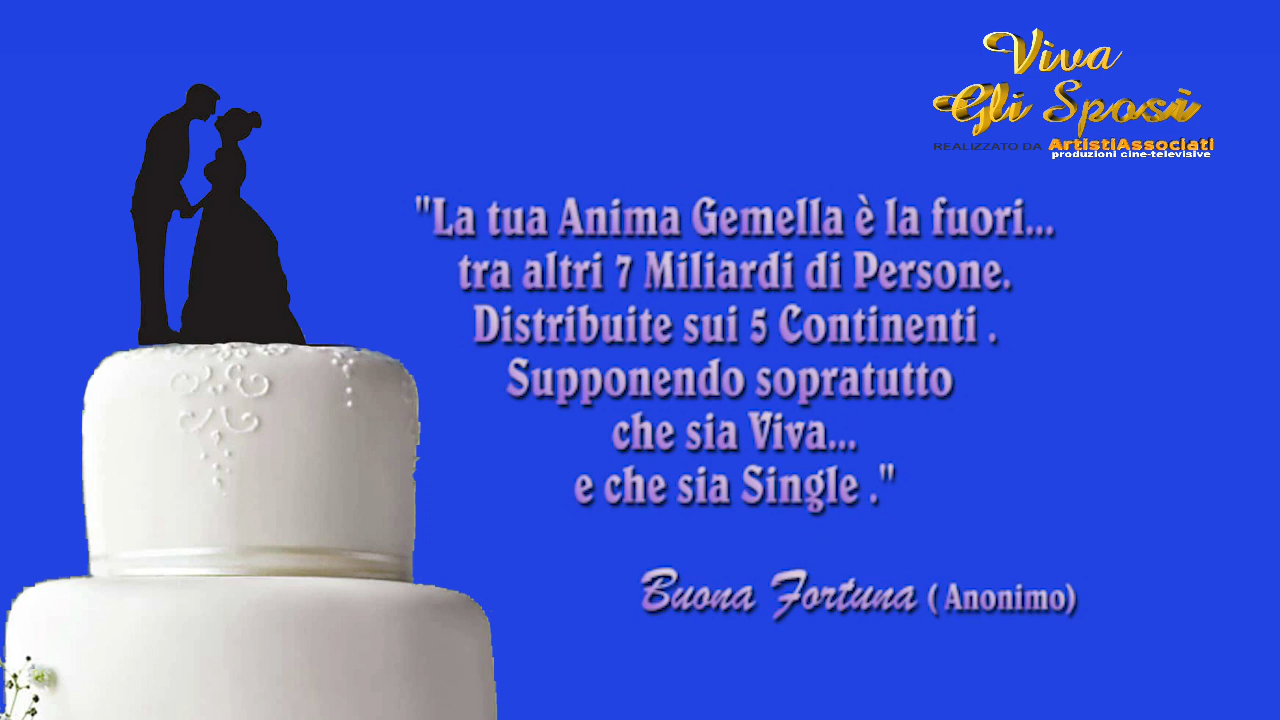 Viva
Gli Sposi
REALIZZATO DA ArtistiAssociati
produzioni cine-televisive
"La tua Anima Gemella è la fuori...
tra altri 7 Miliardi di Persone.
Distribuite sui 5 Continenti .
Supponendo sopratutto
che sia Viva...
e che sia Single ."
Buona Fortuna ( Anonimo)